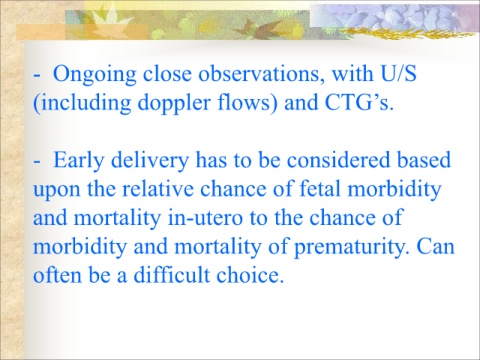 - Ongoing close observations, with U/S
(including doppler flows) and CTG's.
- Early delivery has to be considered based
upon the relative chance of fetal morbidity
and mortality in-utero to the chance of
morbidity and mortality of prematurity. Can
often be a difficult choice.